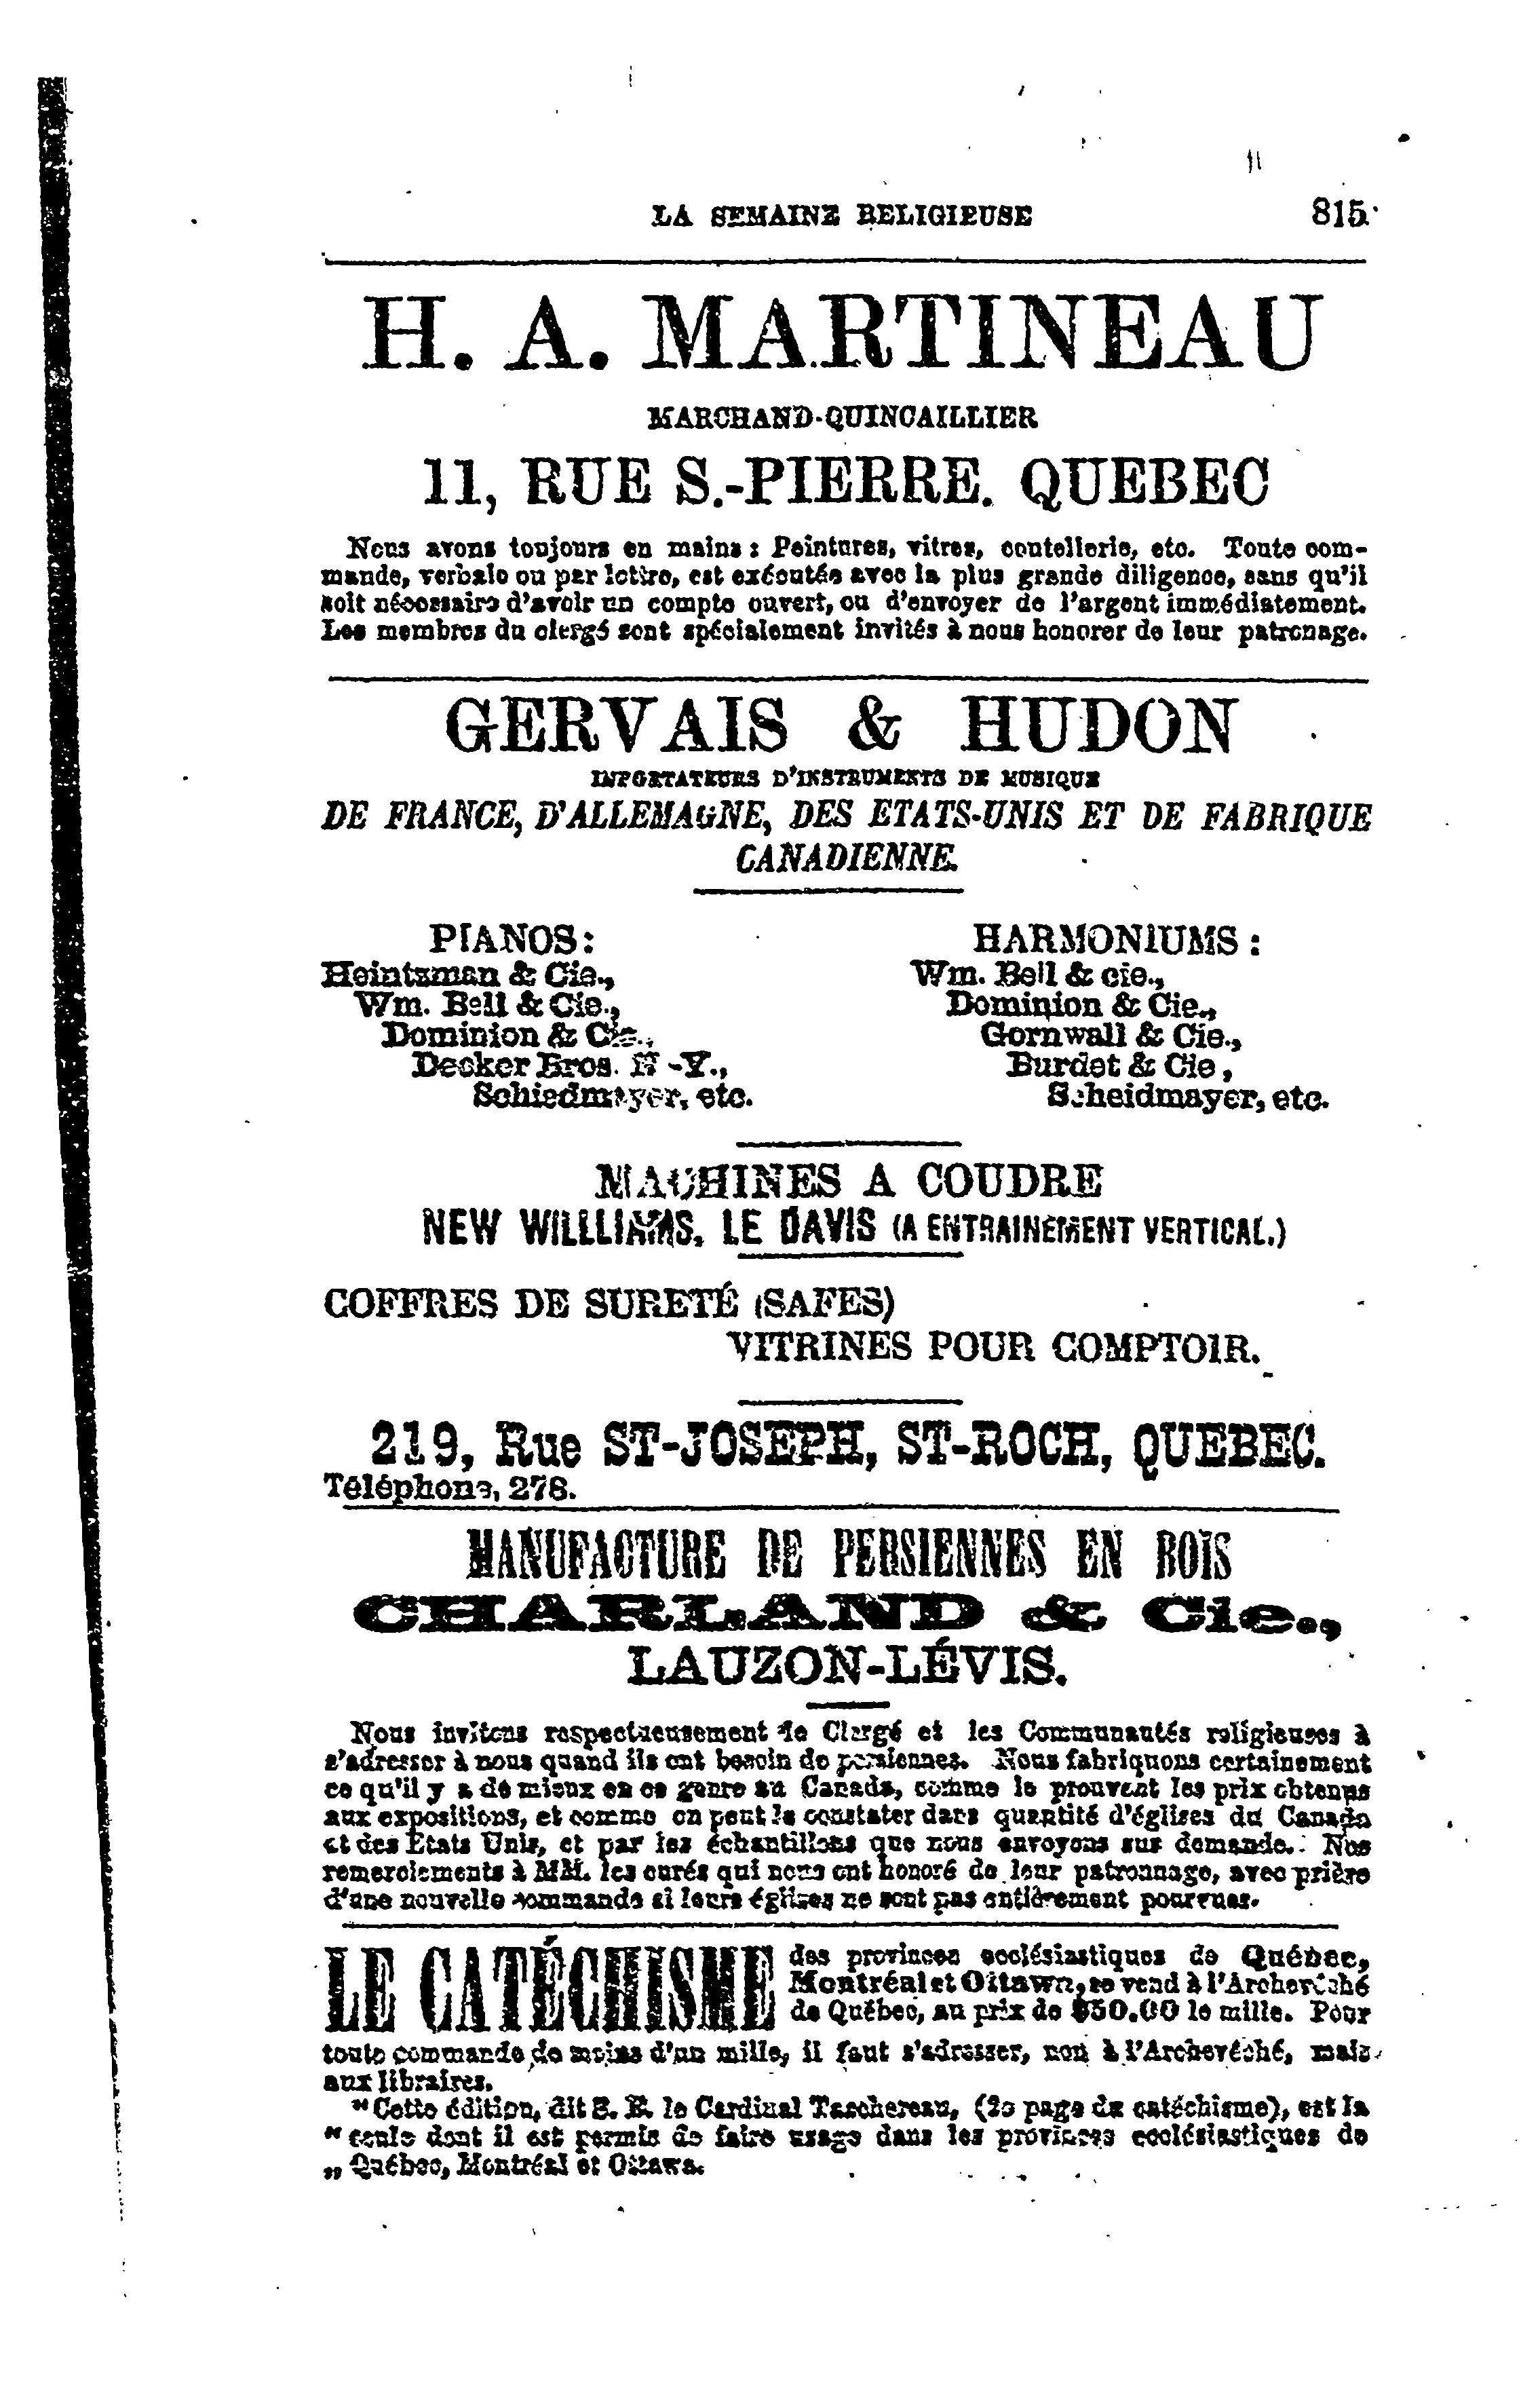 LA SEMAINE RELIGIEUSE 815
H. A. MARTINEAU
MARCHAND-QUINCAILLIER
11, RUE S.-PIERRE. QUEBEC
Nous avons toujours en mains : Peintures, vitres, coutellerie, etc. Toute com-
mande, verbale ou par lettre, est exécutée avec la plus grande diligence, sans qu'il
soit nécessaire d'avoir un compte ouvert, ou d'envoyer de l'argent immédiatement.
Les membres du clergé sont spécialement invités à nous honorer de leur patronage.
GERVAIS & HUDON
IMPORTATEURS D'INSTRUMENTS DE MUSIQUE
DE FRANCE, D'ALLEMAGNE, DES ETATS-UNIS ET DE FABRIQUE
CANADIENNE.
PIANOS :
Heintzman & Cie.,
Wm. Bell & Cie.,
Dominion & Cie.,
Decker Bros. N -Y.,
Schiedmayer, etc.
HARMONIUMS :
Wm. Bell & cie.,
Dominion & Cie.,
Cornwall & Cie.,
Burdet & Cie ,
Scheidmayer, etc.
MACHINES A COUDRE
NEW WILLLIAMS, LE DAVIS (A ENTRAINEMENT VERTICAL.)
COFFRES DE SURETÉ (SAFES)
VITRINES POUR COMPTOIR.
219, Rue ST-JOSEPH, ST-ROCH, QUEBEC.
Téléphone, 278.
MANUFACTURE DE PERSIENNES EN BOIS
CHARLAND & Cie.,
LAUZON-LÉVIS.
Nous invitons respectueusement le Clergé et les Communautés religieuses à
s'adresser à nous quand ils ont besoin de persiennes. Nous fabriquons certainement
ce qu'il y a de mieux en ce genre au Canada, comme le prouvent les prix obtenus
aux expositions, et comme on peut le constater dans quantité d'églises du Canada
et des Etats Unis, et par les échantillons que nous envoyons sur demande. Nos
remerciements à MM. les curés qui nous ont honoré de leur patronnage, avec prière
d'une nouvelle commande si leurs églises ne sont pas entièrement pourvues.
LE CATÉCHISME des provinces ecclésiastiques de Québec,
Montréal et Ottawa, se vend à l'Archevêché
de Québec, au prix de $50.00 le mille. Pour
toute commande de moins d'un mille, il faut s'adresser, non à l'Archevêché, mais
aux libraires.
"Cette édition, dit S. E. le Cardinal Taschereau, (2e page du catéchisme), est la
"seule dont il est permis de faire usage dans les provinces ecclésiastiques de
„ Québec, Montréal et Ottawa.